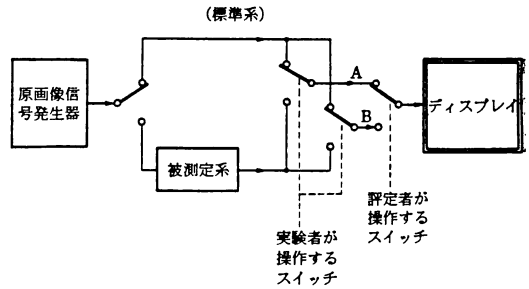 （標準系）
原画像信
号発生器
A
B
ディスプレイ
被測定系
実験者が
操作する
スイッチ
評定者が
操作する
スイッチ